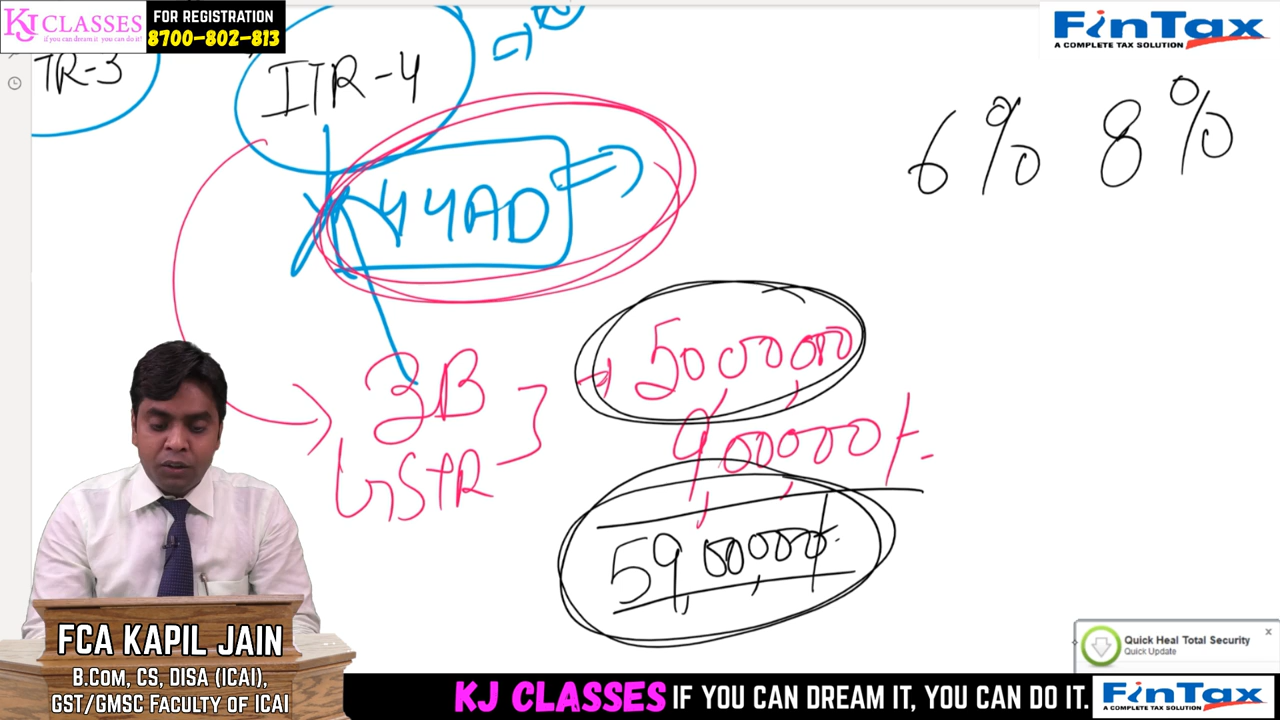 KJ CLASSES
if you can dream it you can do it!
FOR REGISTRATION
8700-802-813
FinTax
A COMPLETE TAX SOLUTION
TR-3
ITR-4
44AD
6% 8%
3B
GSTR
50,00,000
9,00,000/-
59,00,000/-
FCA KAPIL JAIN
B.COM, CS, DISA (ICAI),
GST/GMSC FACULTY OF ICAI
Quick Heal Total Security
Quick Update
KJ CLASSES IF YOU CAN DREAM IT, YOU CAN DO IT.
FinTax
A COMPLETE TAX SOLUTION